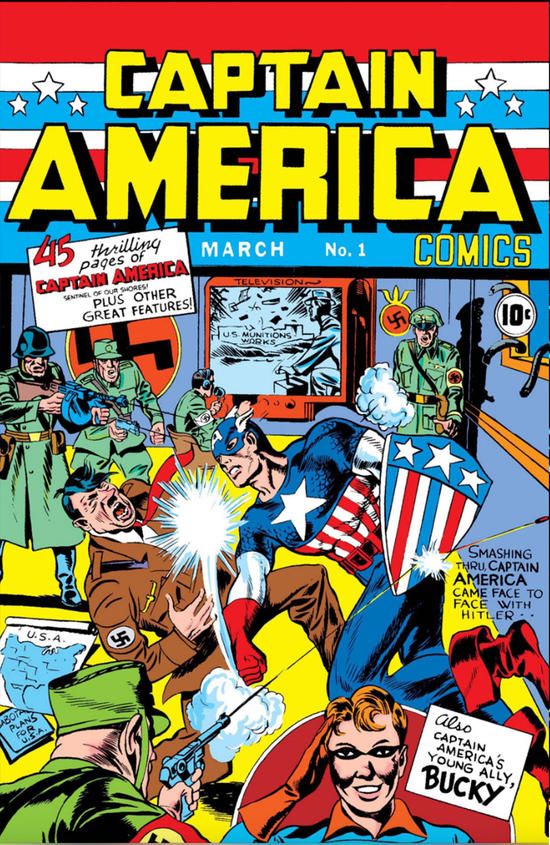 CAPTAIN
AMERICA
COMICS
MARCH No. 1
45 thrilling
pages of
CAPTAIN AMERICA
SENTINEL OF OUR SHORES!
PLUS OTHER
GREAT FEATURES!
TELEVISION
U.S. MUNITIONS
WORKS
10¢
SMASHING
THRU, CAPTAIN
AMERICA
CAME FACE TO
FACE WITH
HITLER..
U.S.A.
SABOTAGE
PLANS
FOR
U.S.A.
Also
CAPTAIN
AMERICA'S
YOUNG ALLY,
BUCKY